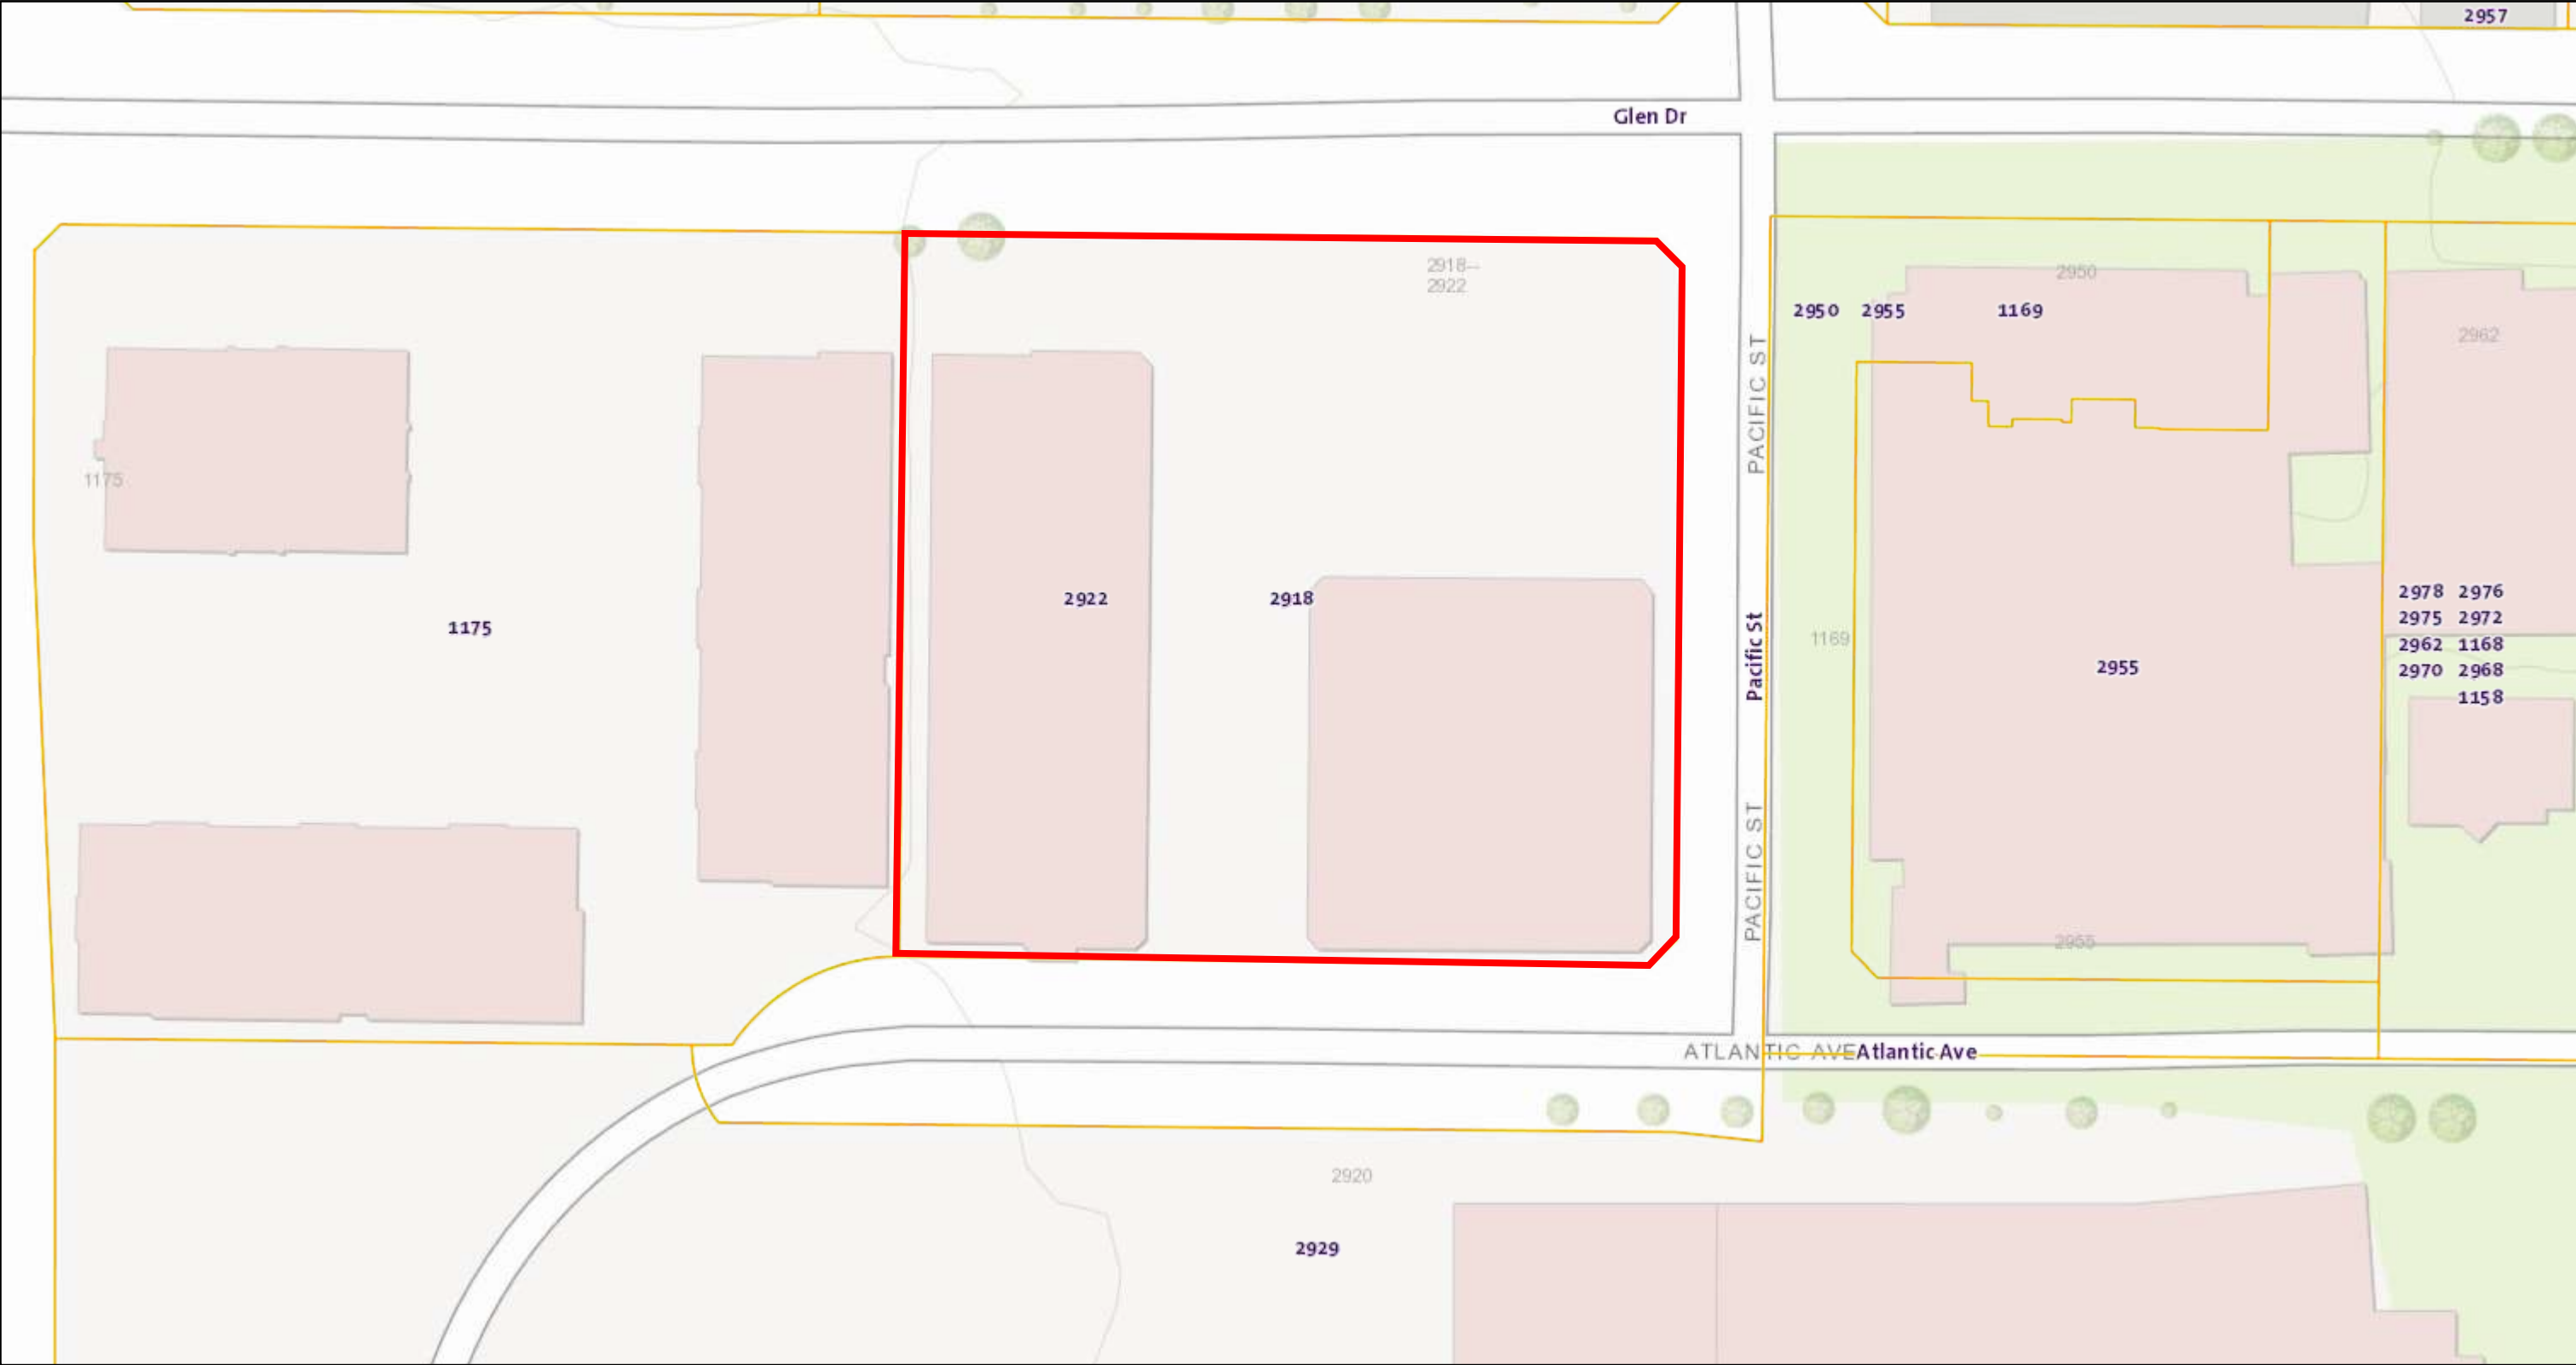 2957
Glen Dr
2918–
2922
2950
2950 2955 1169
2962
PACIFIC ST
1175
2922
2918
1175
Pacific St
1169
2955
2978 2976
2975 2972
2962 1168
2970 2968
1158
PACIFIC ST
2955
ATLANTIC AVE
Atlantic Ave
2920
2929